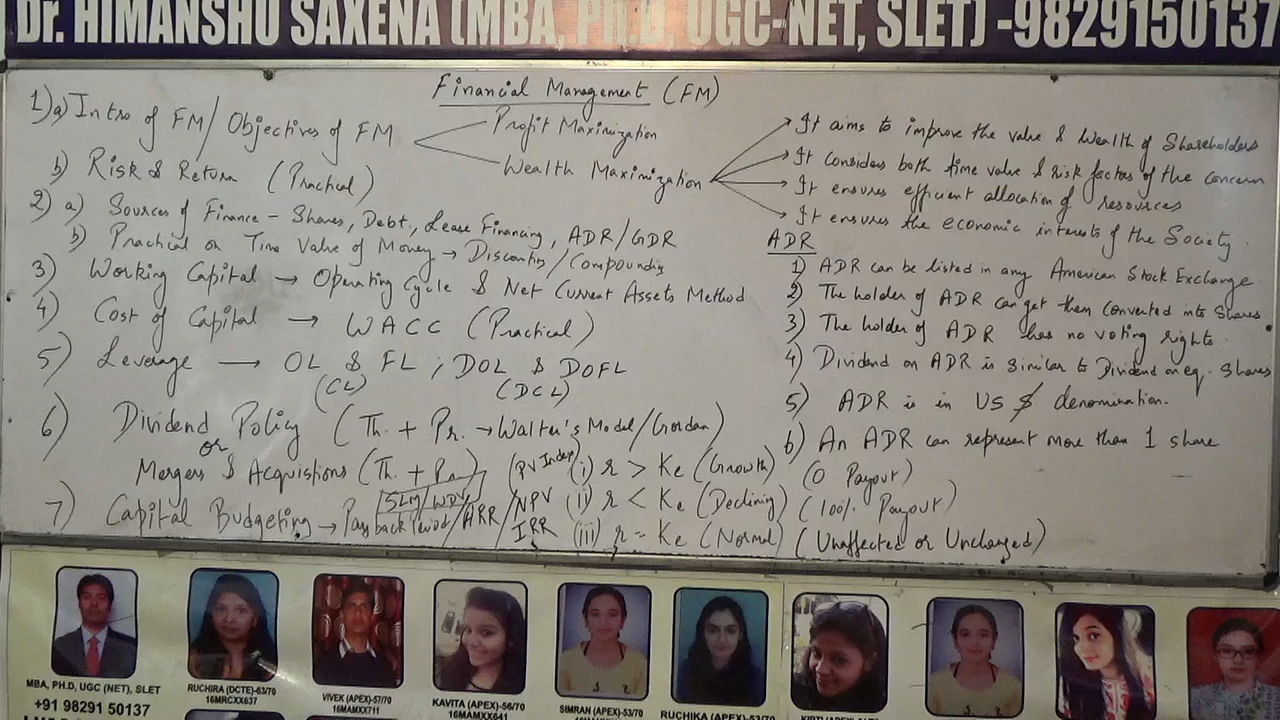 Dr. HIMANSHU SAXENA (MBA, Ph.D, UGC-NET, SLET) -9829150137
Financial Management (FM)
1) a) Intro of FM / Objectives of FM
Profit Maximization
Wealth Maximization
It aims to improve the value & Wealth of Shareholders
It considers both time value & risk factors of the concern
It ensures efficient allocation of resources
It ensures the economic interests of the Society.
b) Risk & Return (Practical)
2) a) Sources of Finance - Shares, Debt, Lease Financing, ADR/GDR
b) Practical on Time Value of Money → Discounting/Compounding
3) Working Capital → Operating Cycle & Net Current Assets Method
4) Cost of Capital → WACC (Practical)
5) Leverage → OL & FL ; DOL & DOFL
(CL) (DCL)
6) Dividend Policy (Th. + Pr. → Walter's Model/Gordan)
or
Mergers & Acquistions (Th. + Pr.)
(i) r > Ke (Growth) (0 Payout)
(ii) r < Ke (Declining) (100% Payout)
(iii) r = Ke (Normal) (Unaffected or Unchanged)
7) Capital Budgeting → Payback Period/ARR/NPV
SLM/WDV
(PV Index)
IRR
ADR
1) ADR can be listed in any American Stock Exchange
2) The holder of ADR can get them converted into Shares
3) The holder of ADR has no voting rights.
4) Dividend on ADR is similar to Dividend on eq. Shares
5) ADR is in US $ denomination.
6) An ADR can represent more than 1 share
MBA, PH.D, UGC (NET), SLET
+91 98291 50137
RUCHIRA (DCTE)-63/70
16MRCXX637
VIVEK (APEX)-57/70
16MAMXX711
KAVITA (APEX)-56/70
16MAMXX641
SIMRAN (APEX)-53/70
RUCHIKA (APEX)-53/70